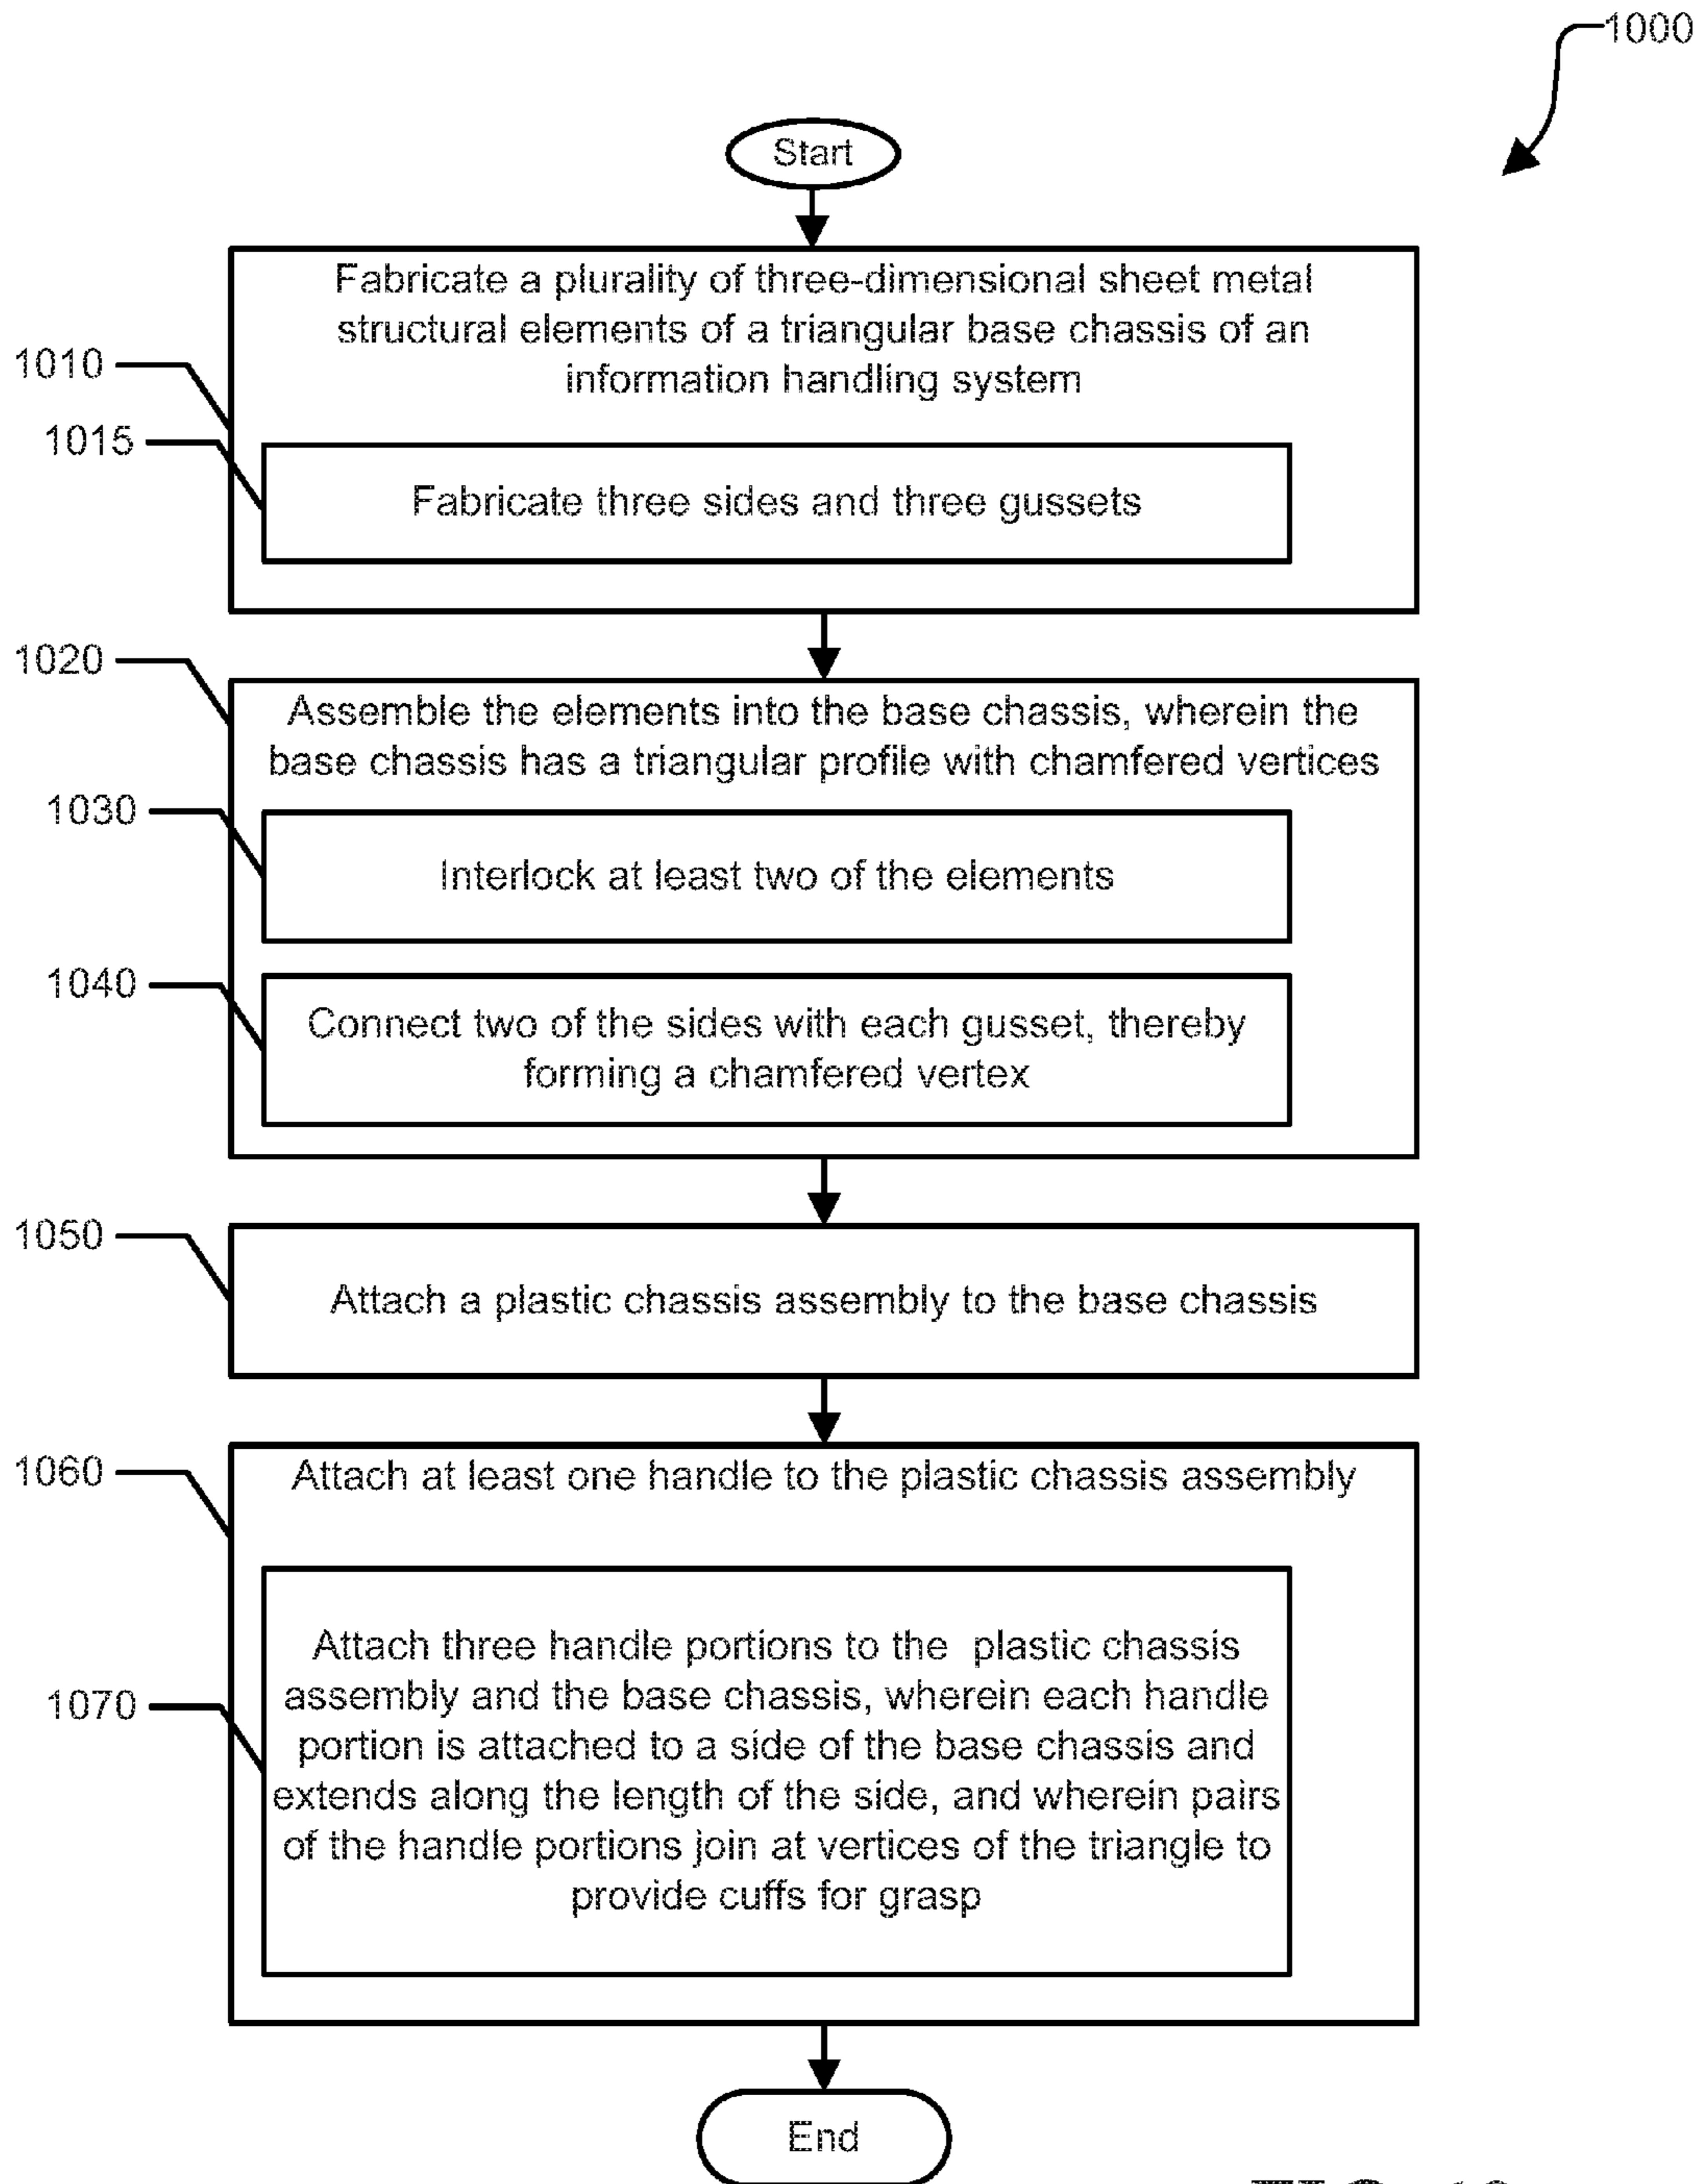 1000
Start
Fabricate a plurality of three-dimensional sheet metal
structural elements of a triangular base chassis of an
information handling system
1010
1015
Fabricate three sides and three gussets
1020
Assemble the elements into the base chassis, wherein the
base chassis has a triangular profile with chamfered vertices
1030
Interlock at least two of the elements
1040
Connect two of the sides with each gusset, thereby
forming a chamfered vertex
1050
Attach a plastic chassis assembly to the base chassis
1060
Attach at least one handle to the plastic chassis assembly
1070
Attach three handle portions to the plastic chassis
assembly and the base chassis, wherein each handle
portion is attached to a side of the base chassis and
extends along the length of the side, and wherein pairs
of the handle portions join at vertices of the triangle to
provide cuffs for grasp
End